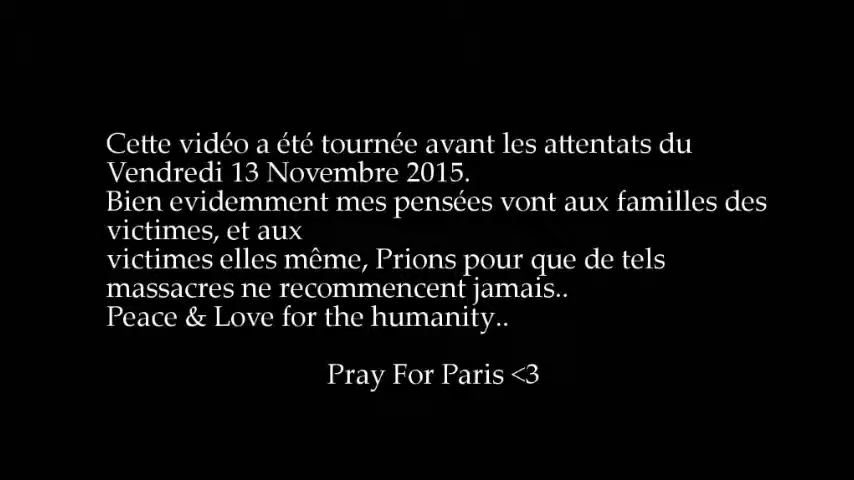 Cette vidéo a été tournée avant les attentats du
Vendredi 13 Novembre 2015.
Bien evidemment mes pensées vont aux familles des
victimes, et aux
victimes elles même, Prions pour que de tels
massacres ne recommencent jamais..
Peace & Love for the humanity..
Pray For Paris <3